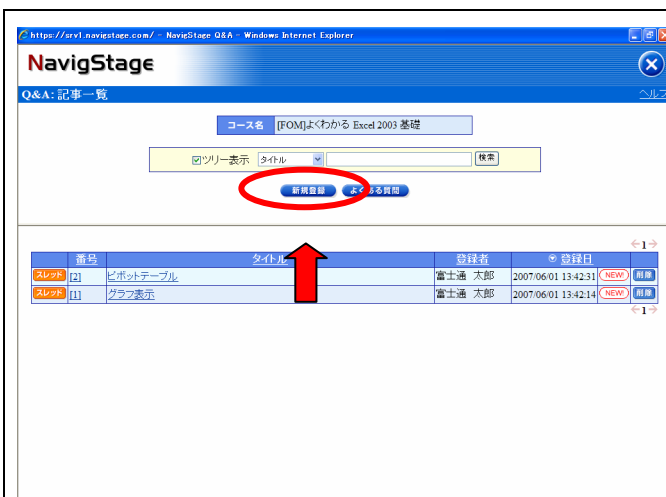 https://srv1.navigstage.com/ - NavigStage Q&A - Windows Internet Explorer
NavigStage
Q&A: 記事一覧 ヘルプ
コース名 [FOM]よくわかる Excel 2003 基礎
ツリー表示 タイトル 検索
新規登録 よくある質問
←1→
番号 タイトル 登録者 登録日
スレッド [2] ピボットテーブル 富士通 太郎 2007/06/01 13:42:31 NEW! 削除
スレッド [1] グラフ表示 富士通 太郎 2007/06/01 13:42:14 NEW! 削除
←1→